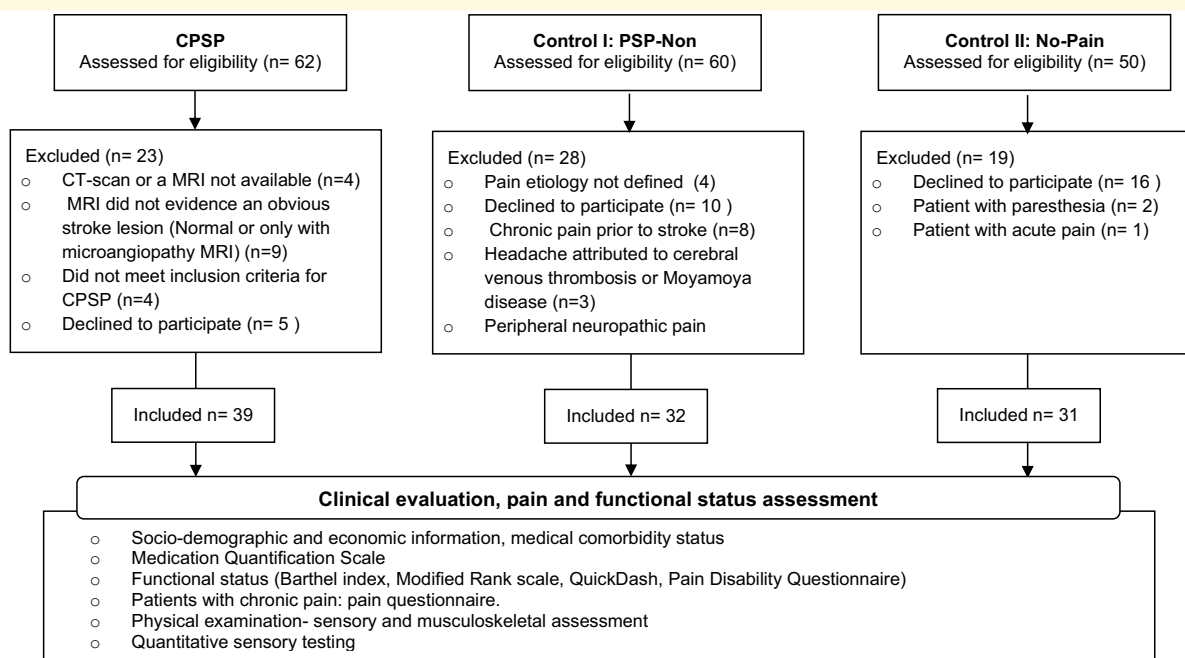 CPSP
Assessed for eligibility (n= 62)
Control I: PSP-Non
Assessed for eligibility (n= 60)
Control II: No-Pain
Assessed for eligibility (n= 50)
Excluded (n= 23)
o CT-scan or a MRI not available (n=4)
o MRI did not evidence an obvious
stroke lesion (Normal or only with
microangiopathy MRI) (n=9)
o Did not meet inclusion criteria for
CPSP (n=4)
o Declined to participate (n= 5 )
Excluded (n= 28)
o Pain etiology not defined (4)
o Declined to participate (n= 10 )
o Chronic pain prior to stroke (n=8)
o Headache attributed to cerebral
venous thrombosis or Moyamoya
disease (n=3)
o Peripheral neuropathic pain
Excluded (n= 19)
o Declined to participate (n= 16 )
o Patient with paresthesia (n= 2)
o Patient with acute pain (n= 1)
Included n= 39
Included n= 32
Included n= 31
Clinical evaluation, pain and functional status assessment
o Socio-demographic and economic information, medical comorbidity status
o Medication Quantification Scale
o Functional status (Barthel index, Modified Rank scale, QuickDash, Pain Disability Questionnaire)
o Patients with chronic pain: pain questionnaire.
o Physical examination- sensory and musculoskeletal assessment
o Quantitative sensory testing